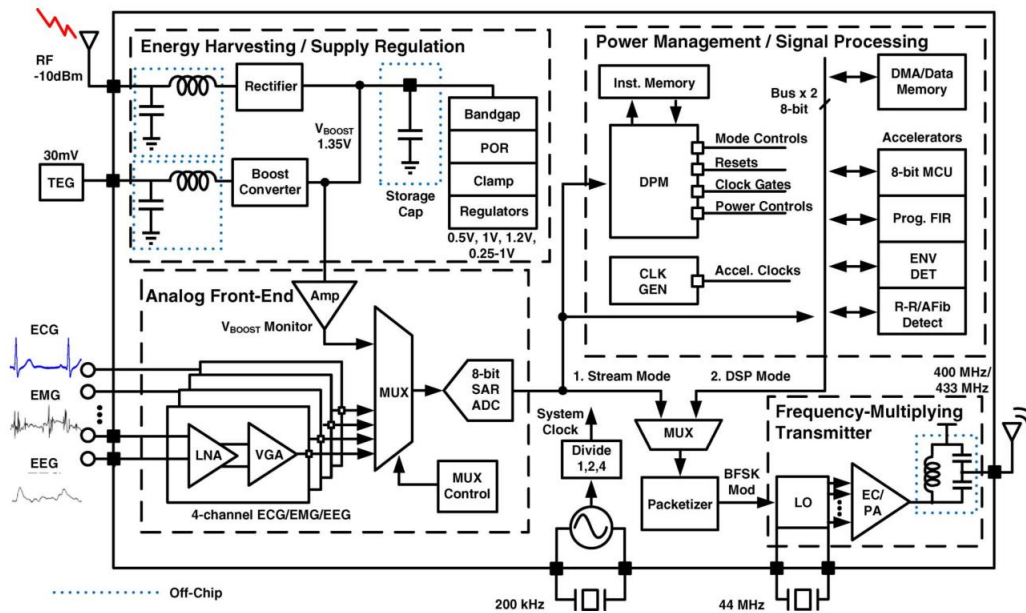 RF
-10dBm
Energy Harvesting / Supply Regulation
Rectifier
V BOOST
1.35V
30mV
TEG
Boost
Converter
Storage
Cap
Bandgap
POR
Clamp
Regulators
0.5V, 1V, 1.2V,
0.25-1V
Power Management / Signal Processing
Inst. Memory
Bus x 2
8-bit
DMA/Data
Memory
DPM
Mode Controls
Resets
Clock Gates
Power Controls
Accelerators
8-bit MCU
Prog. FIR
ENV
DET
R-R/AFib
Detect
CLK
GEN
Accel. Clocks
Analog Front-End
Amp
V BOOST Monitor
ECG
EMG
EEG
LNA
VGA
MUX
8-bit
SAR
ADC
MUX
Control
4-channel ECG/EMG/EEG
1. Stream Mode
2. DSP Mode
System
Clock
Divide
1,2,4
MUX
Packetizer
BFSK
Mod
400 MHz/
433 MHz
Frequency-Multiplying
Transmitter
LO
EC/
PA
200 kHz
44 MHz
Off-Chip